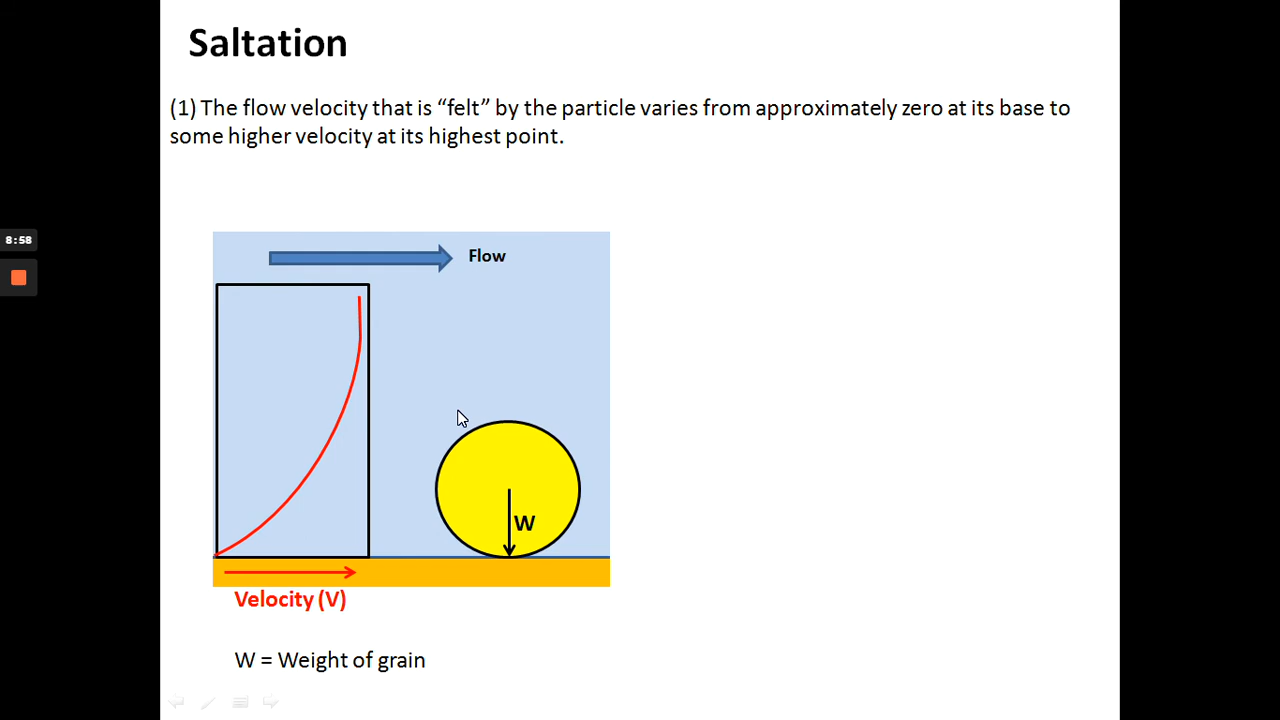 Saltation
(1) The flow velocity that is “felt” by the particle varies from approximately zero at its base to
some higher velocity at its highest point.
8:58
Flow
W
Velocity (V)
W = Weight of grain